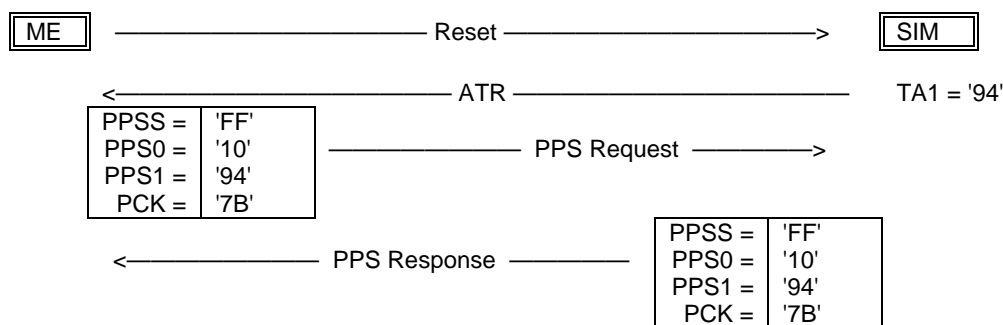 ME Reset SIM
ATR TA1 = '94'
PPSS = 'FF'
PPS0 = '10' PPS Request
PPS1 = '94'
PCK = '7B'
PPSS = 'FF'
PPS Response PPS0 = '10'
PPS1 = '94'
PCK = '7B'